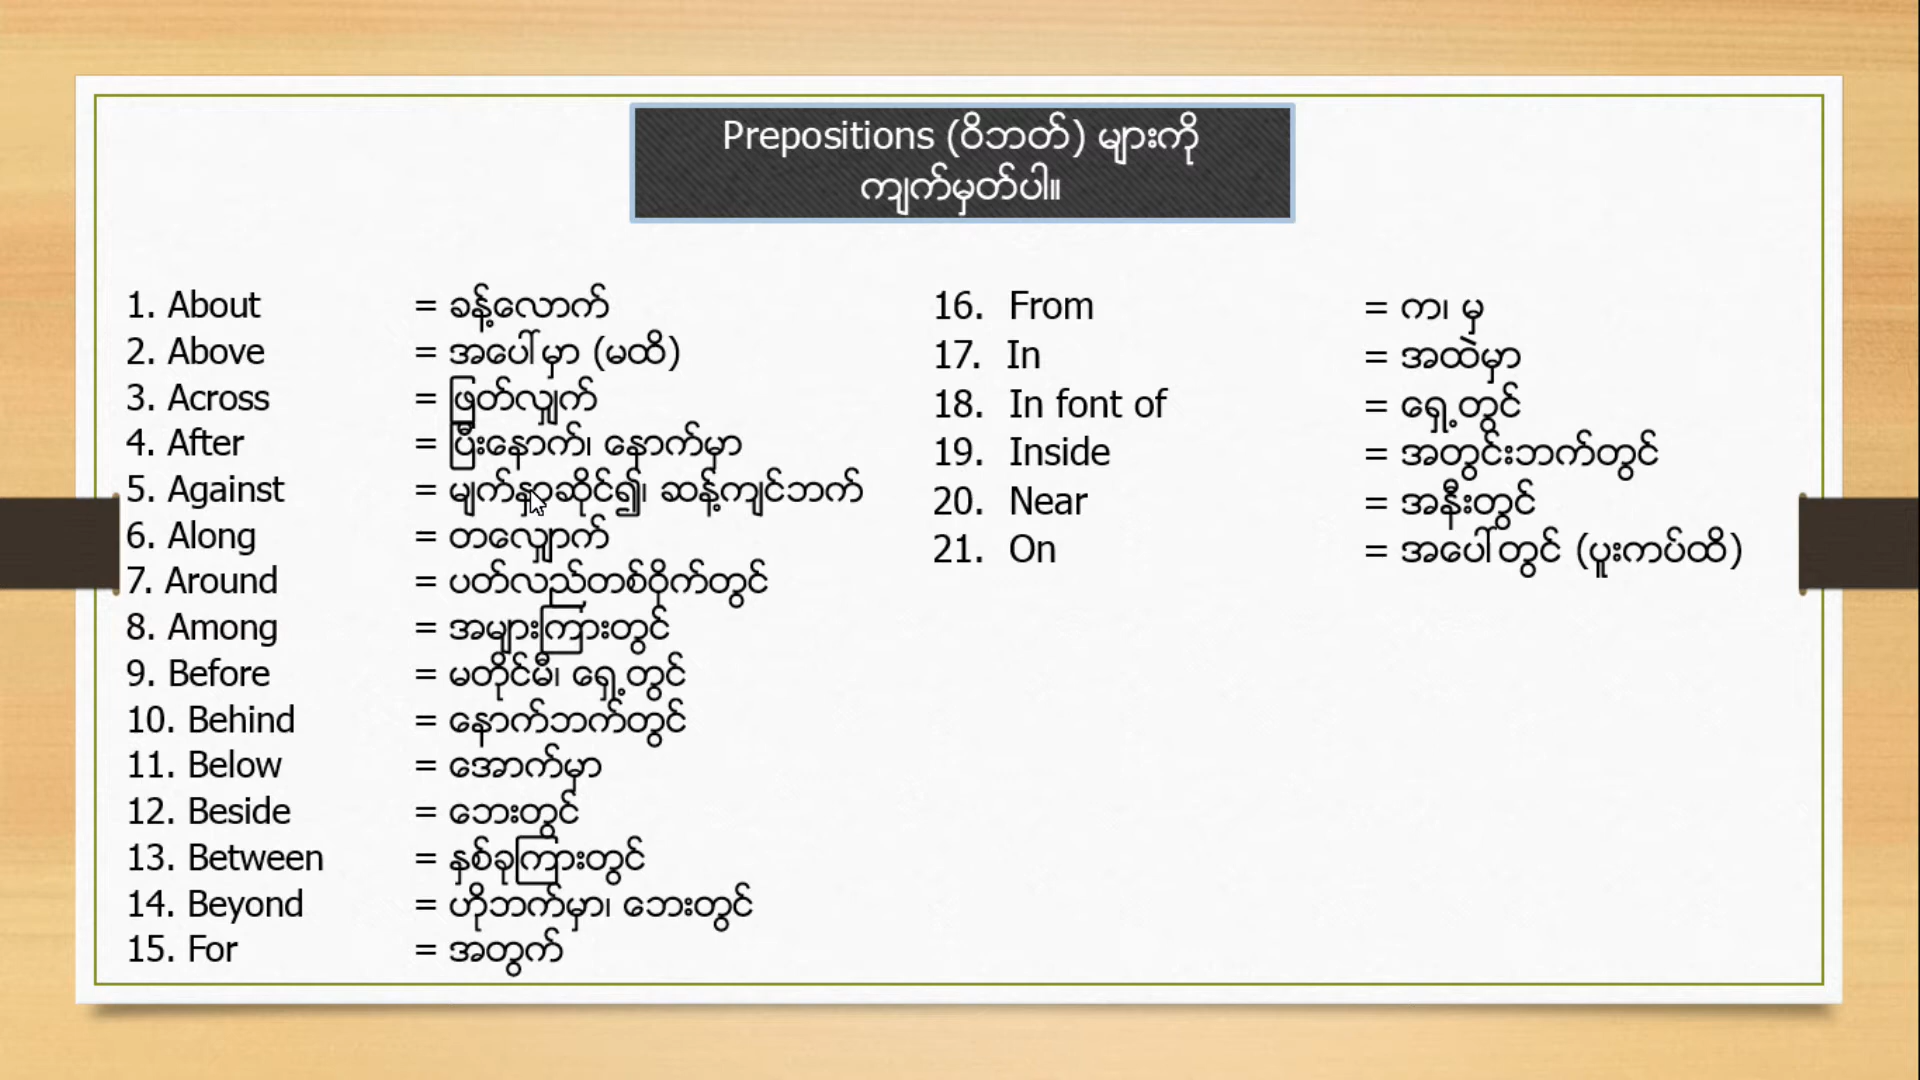 Prepositions (ဝိဘတ်) များကို
ကျက်မှတ်ပါ။
1. About = ခန့်လောက်
2. Above = အပေါ်မှာ (မထိ)
3. Across = ဖြတ်လျှက်
4. After = ပြီးနောက်၊ နောက်မှာ
5. Against = မျက်နှာဆိုင်၍၊ ဆန့်ကျင်ဘက်
6. Along = တလျှောက်
7. Around = ပတ်လည်တစ်ဝိုက်တွင်
8. Among = အများကြားတွင်
9. Before = မတိုင်မီ၊ ရှေ့တွင်
10. Behind = နောက်ဘက်တွင်
11. Below = အောက်မှာ
12. Beside = ဘေးတွင်
13. Between = နှစ်ခုကြားတွင်
14. Beyond = ဟိုဘက်မှာ၊ ဘေးတွင်
15. For = အတွက်
16. From = က၊ မှ
17. In = အထဲမှာ
18. In font of = ရှေ့တွင်
19. Inside = အတွင်းဘက်တွင်
20. Near = အနီးတွင်
21. On = အပေါ်တွင် (ပူးကပ်ထိ)